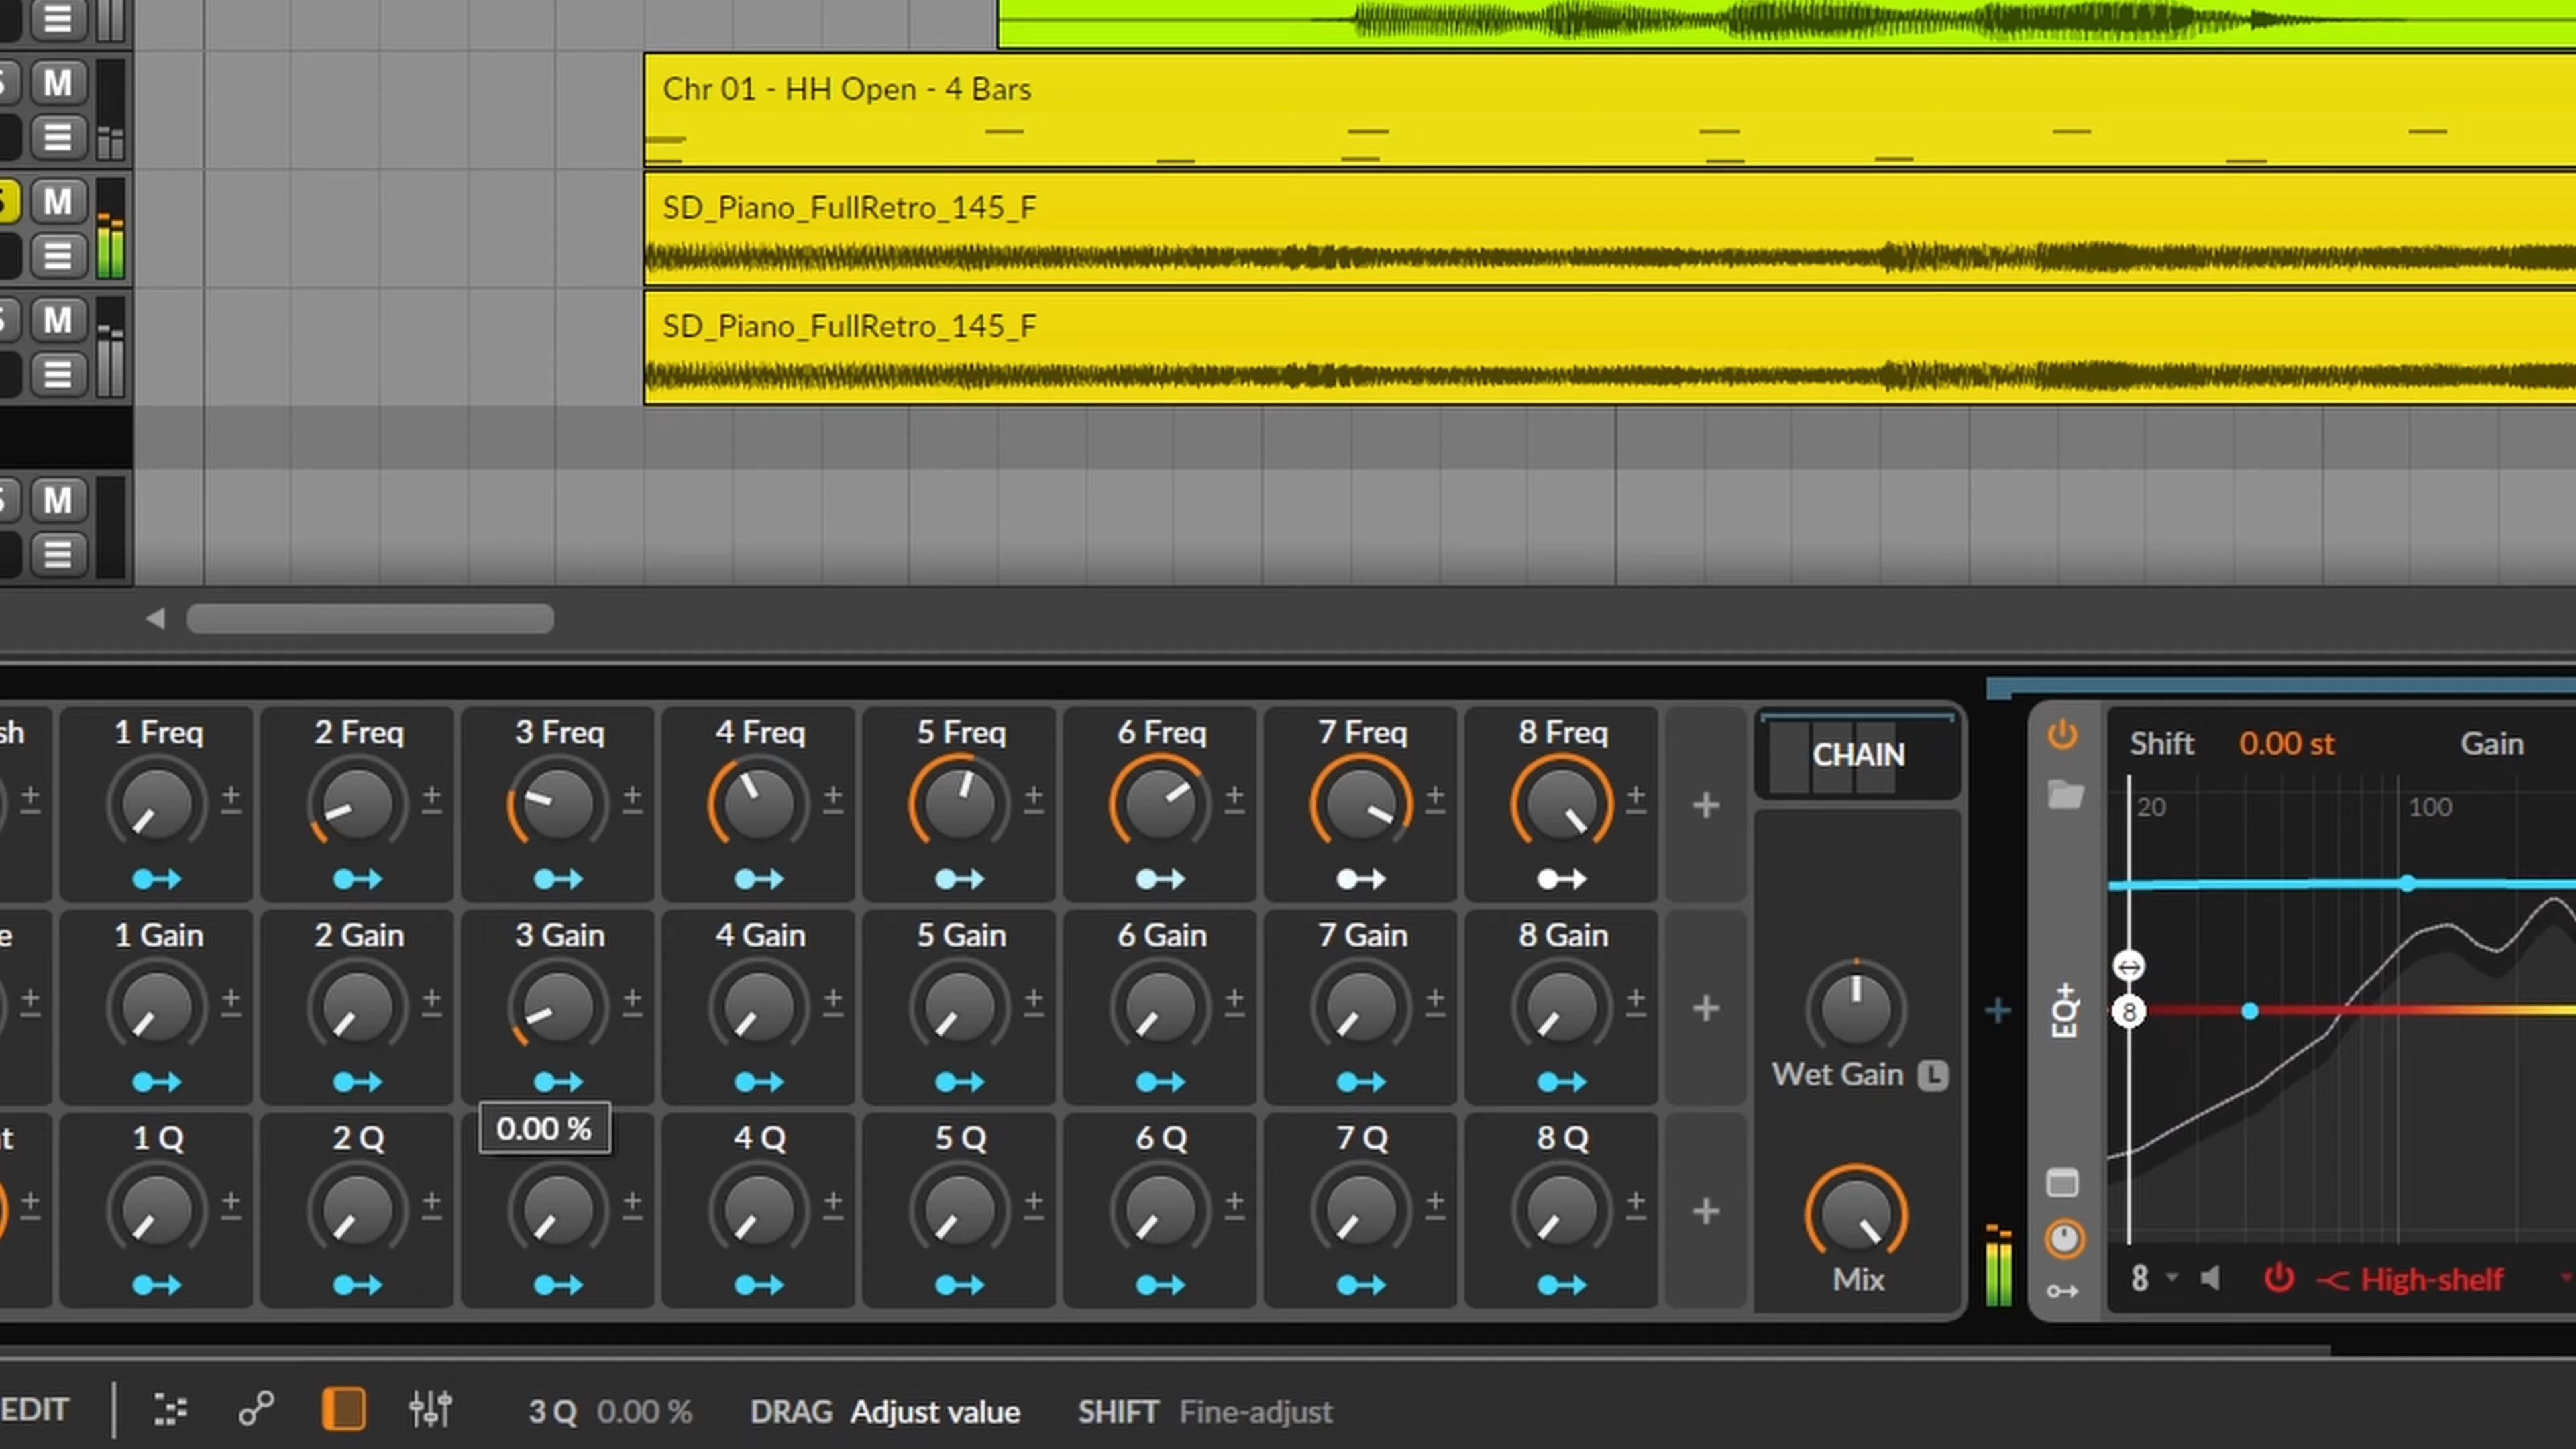 Chr 01 - HH Open - 4 Bars
M
SD_Piano_FullRetro_145_F
M
SD_Piano_FullRetro_145_F
M
M
1 Freq 2 Freq 3 Freq 4 Freq 5 Freq 6 Freq 7 Freq 8 Freq
CHAIN
Shift 0.00 st Gain
20 100
1 Gain 2 Gain 3 Gain 4 Gain 5 Gain 6 Gain 7 Gain 8 Gain
8
EQ+
Wet Gain L
0.00 %
1 Q 2 Q 4 Q 5 Q 6 Q 7 Q 8 Q
Mix
8 High-shelf
EDIT 3 Q 0.00 % DRAG Adjust value SHIFT Fine-adjust